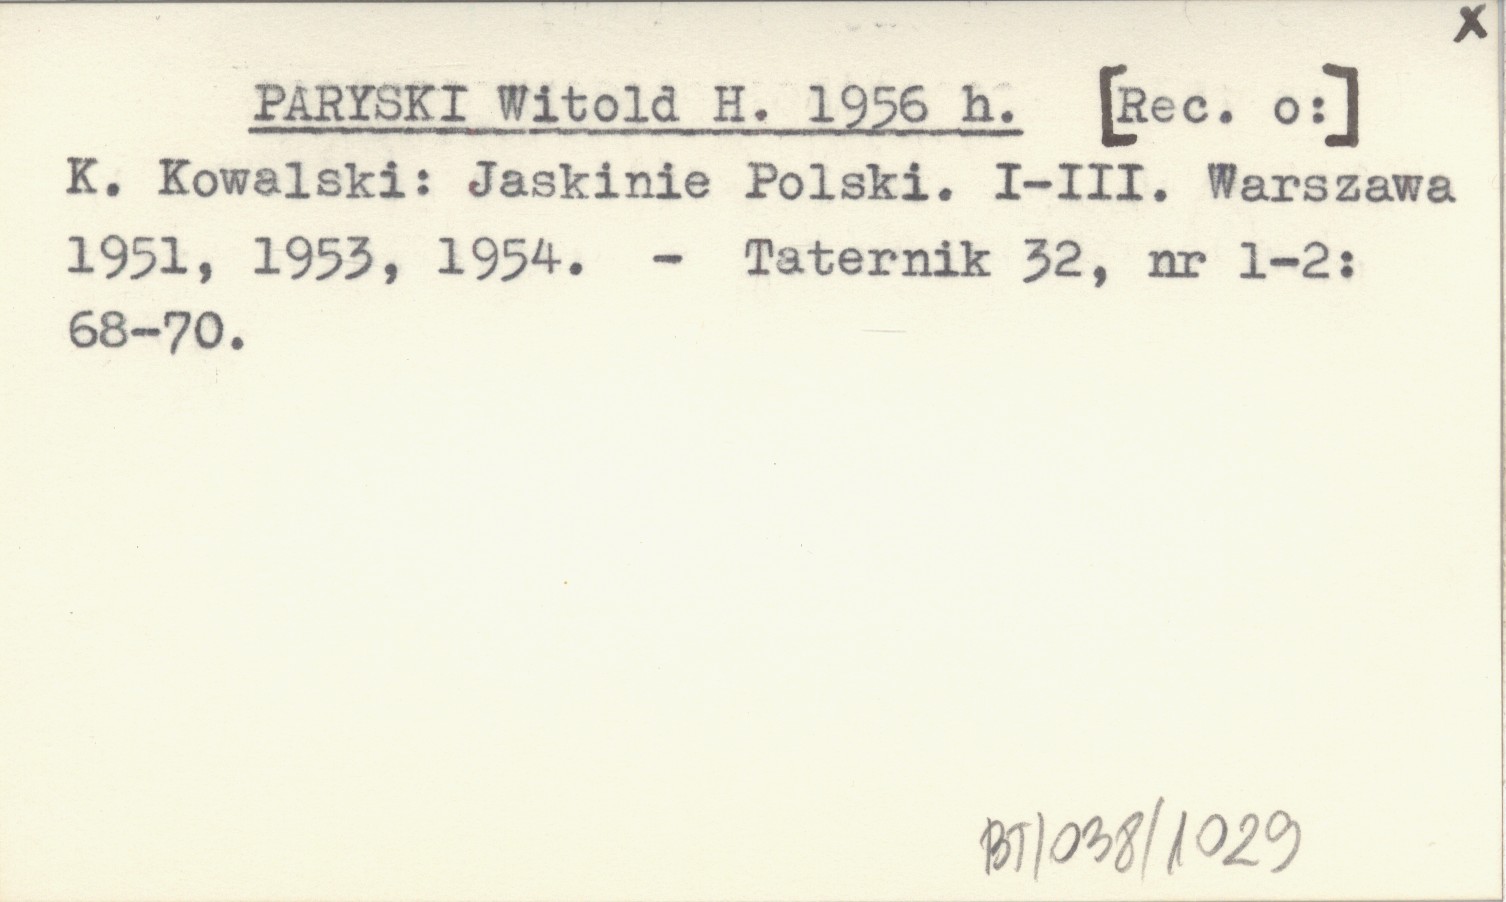 x
PARYSKI Witold H. 1956 h. [Rec. o:]
K. Kowalski: Jaskinie Polski. I-III. Warszawa
1951, 1953, 1954. - Taternik 32, nr 1-2:
68-70.
BT/038/1029